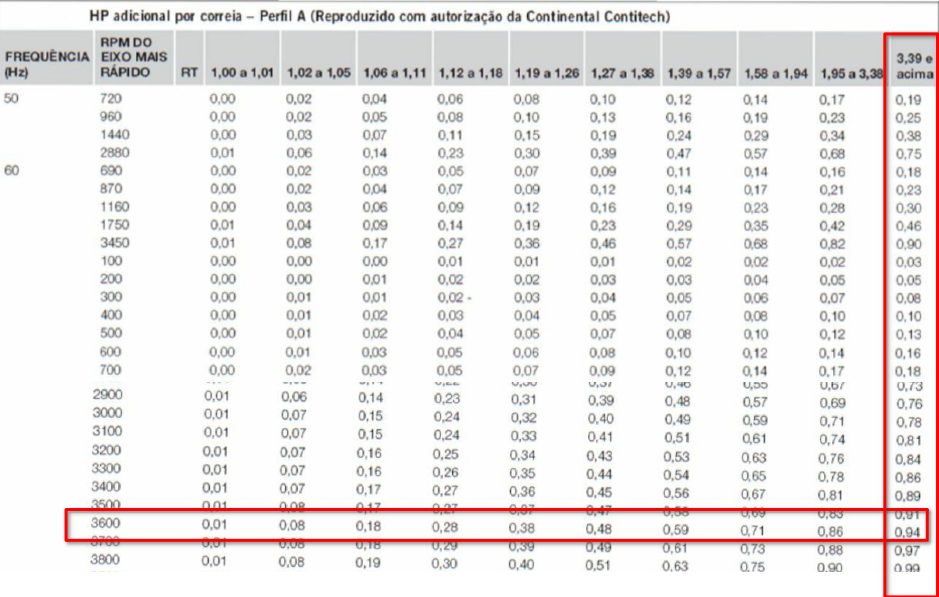 HP adicional por correia – Perfil A (Reproduzido com autorização da Continental Contitech)
FREQUÊNCIA (Hz) RPM DO EIXO MAIS RÁPIDO RT 1,00 a 1,01 1,02 a 1,05 1,06 a 1,11 1,12 a 1,18 1,19 a 1,26 1,27 a 1,38 1,39 a 1,57 1,58 a 1,94 1,95 a 3,38 3,39 e acima
50 720 0,00 0,02 0,04 0,06 0,08 0,10 0,12 0,14 0,17 0,19
960 0,00 0,02 0,05 0,08 0,10 0,13 0,16 0,19 0,23 0,25
1440 0,00 0,03 0,07 0,11 0,15 0,19 0,24 0,29 0,34 0,38
2880 0,01 0,06 0,14 0,23 0,30 0,39 0,47 0,57 0,68 0,75
60 690 0,00 0,02 0,03 0,05 0,07 0,09 0,11 0,14 0,16 0,18
870 0,00 0,02 0,04 0,07 0,09 0,12 0,14 0,17 0,21 0,23
1160 0,00 0,03 0,06 0,09 0,12 0,16 0,19 0,23 0,28 0,30
1750 0,01 0,04 0,09 0,14 0,19 0,23 0,29 0,35 0,42 0,46
3450 0,01 0,08 0,17 0,27 0,36 0,46 0,57 0,68 0,82 0,90
100 0,00 0,00 0,00 0,01 0,01 0,01 0,02 0,02 0,02 0,03
200 0,00 0,00 0,01 0,02 0,02 0,03 0,03 0,04 0,05 0,05
300 0,00 0,01 0,01 0,02 - 0,03 0,04 0,05 0,06 0,07 0,08
400 0,00 0,01 0,02 0,03 0,04 0,05 0,07 0,08 0,10 0,10
500 0,00 0,01 0,02 0,04 0,05 0,07 0,08 0,10 0,12 0,13
600 0,00 0,01 0,03 0,05 0,06 0,08 0,10 0,12 0,14 0,16
700 0,00 0,02 0,03 0,05 0,07 0,09 0,12 0,14 0,17 0,18
0,46 0,55 0,67 0,73
2900 0,01 0,06 0,14 0,23 0,31 0,39 0,48 0,57 0,69 0,76
3000 0,01 0,07 0,15 0,24 0,32 0,40 0,49 0,59 0,71 0,78
3100 0,01 0,07 0,15 0,24 0,33 0,41 0,51 0,61 0,74 0,81
3200 0,01 0,07 0,16 0,25 0,34 0,43 0,53 0,63 0,76 0,84
3300 0,01 0,07 0,16 0,26 0,35 0,44 0,54 0,65 0,78 0,86
3400 0,01 0,07 0,17 0,27 0,36 0,45 0,56 0,67 0,81 0,89
3500 0,01 0,08 0,17 0,27 0,37 0,47 0,58 0,69 0,83 0,91
3600 0,01 0,08 0,18 0,28 0,38 0,48 0,59 0,71 0,86 0,94
3700 0,01 0,08 0,18 0,29 0,39 0,49 0,61 0,73 0,88 0,97
3800 0,01 0,08 0,19 0,30 0,40 0,51 0,63 0,75 0,90 0,99